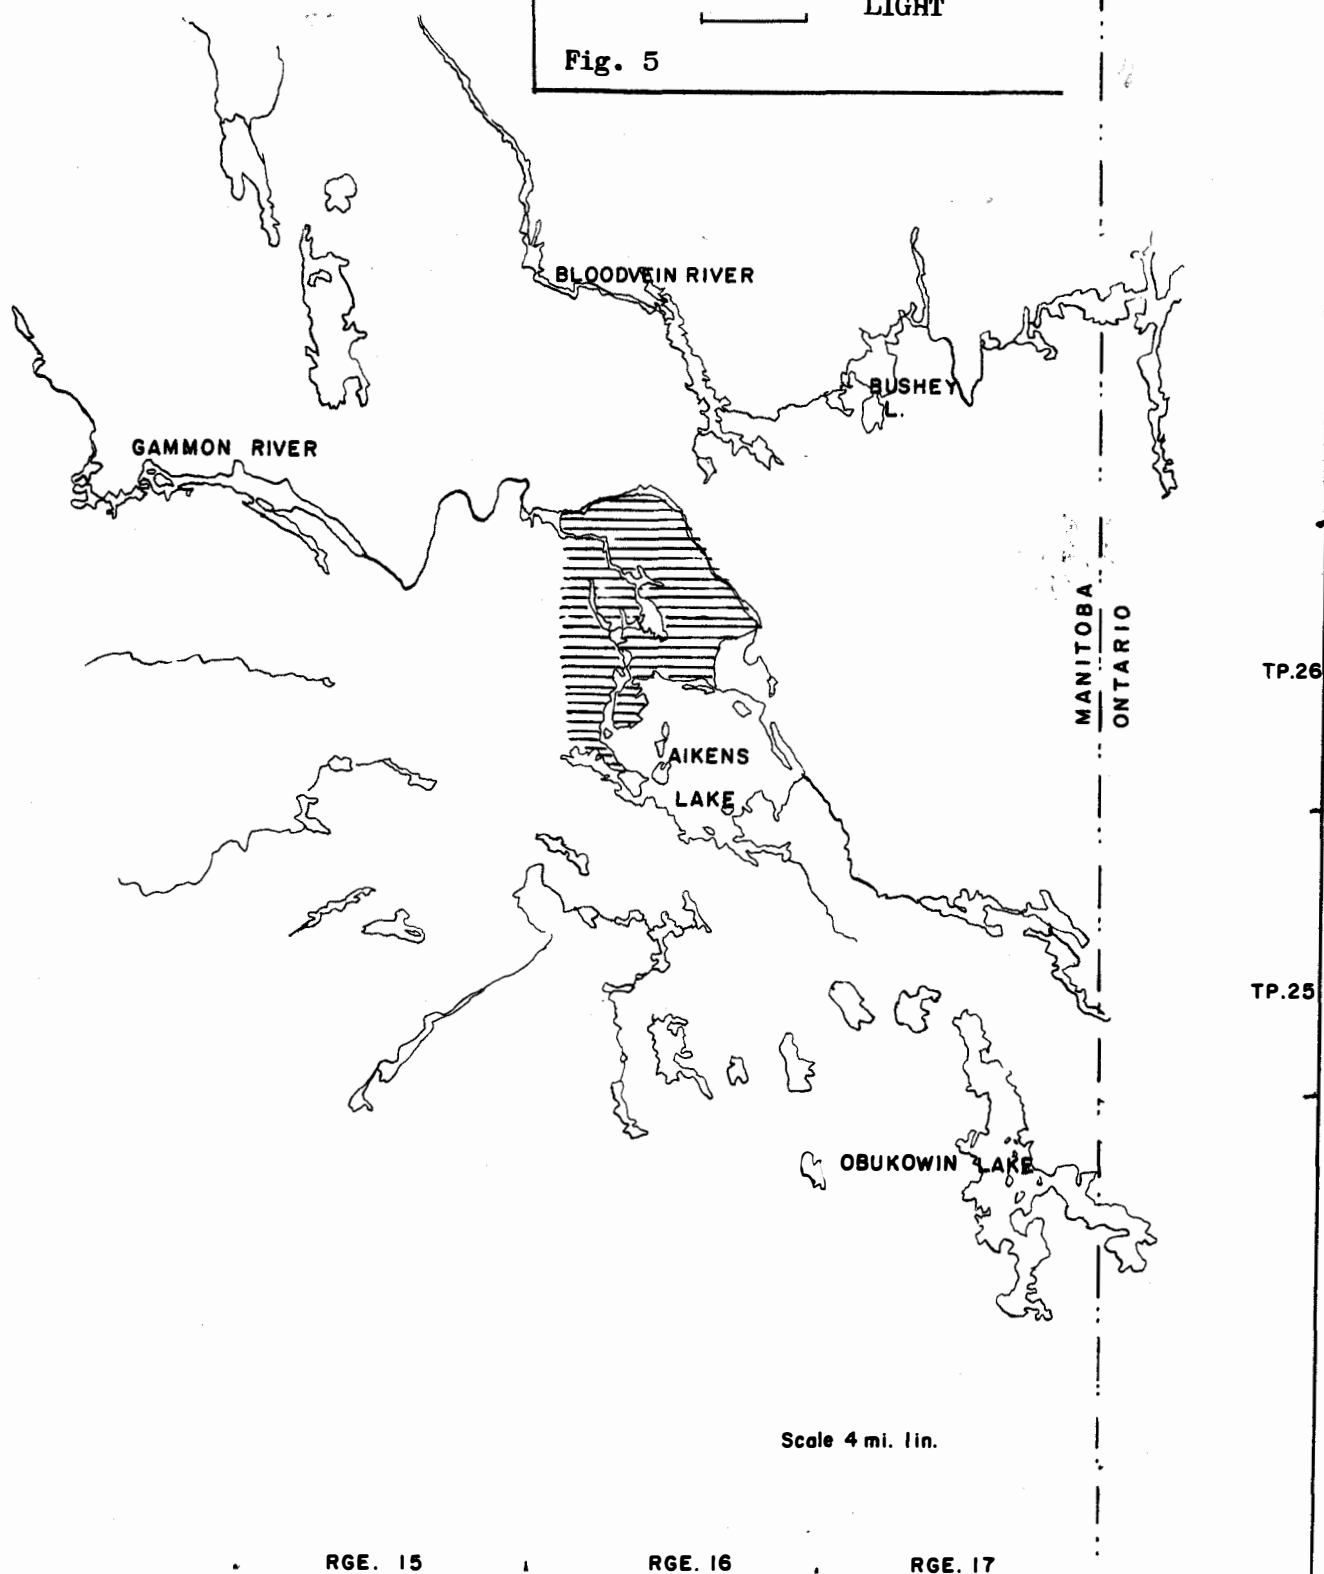 LIGHT
Fig. 5
BLOODVEIN RIVER
BUSHEY
L.
GAMMON RIVER
MANITOBA
ONTARIO
TP.26
AIKENS
LAKE
TP.25
OBUKOWIN LAKE
Scale 4 mi. 1 in.
RGE. 15
RGE. 16
RGE. 17